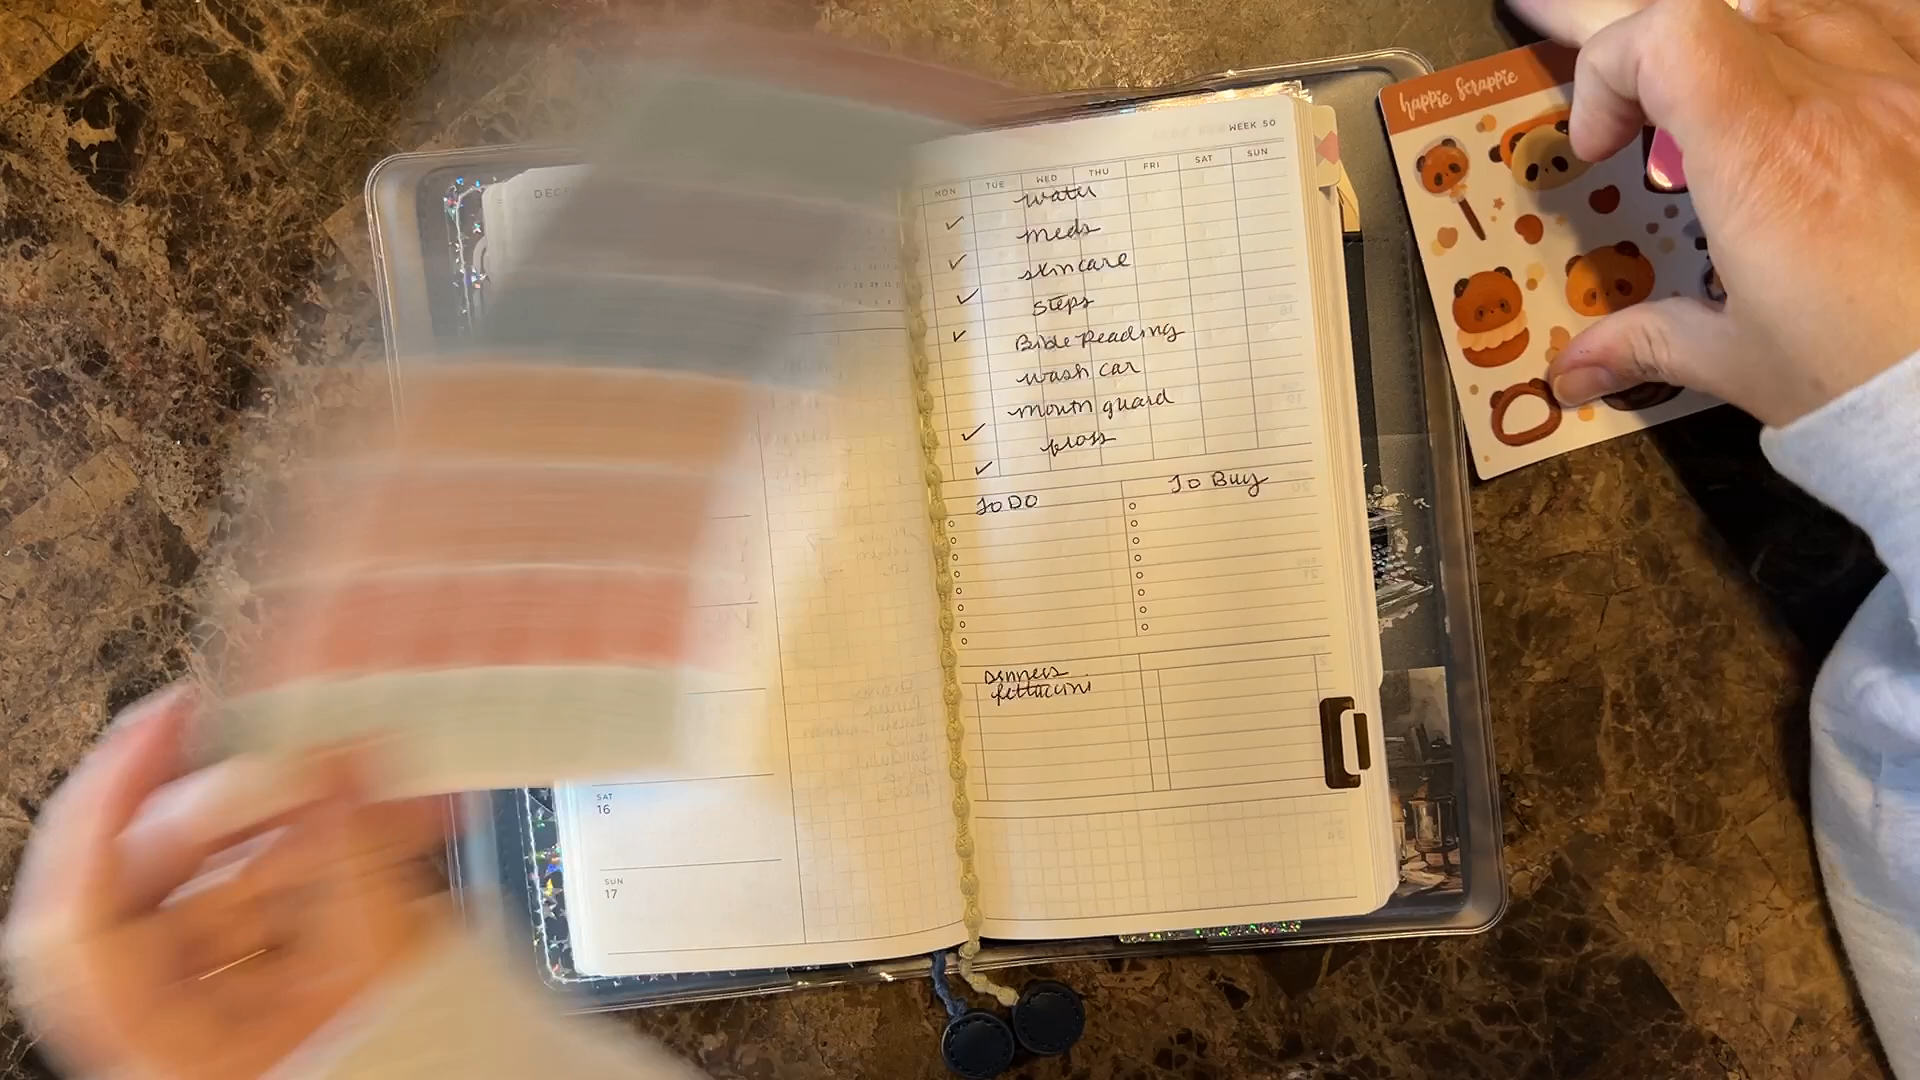 happie scrappie
DEC
WEEK 50
MON TUE WED THU FRI SAT SUN
water
meds
skincare
steps
Bible Reading
wash car
mouth guard
floss
To DO
To Buy
Dinners
fettuccini
SAT
16
SUN
17